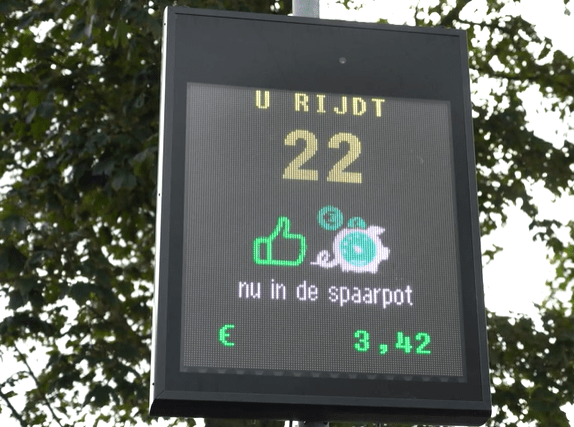 U RIJDT
22
nu in de spaarpot
€ 3,42